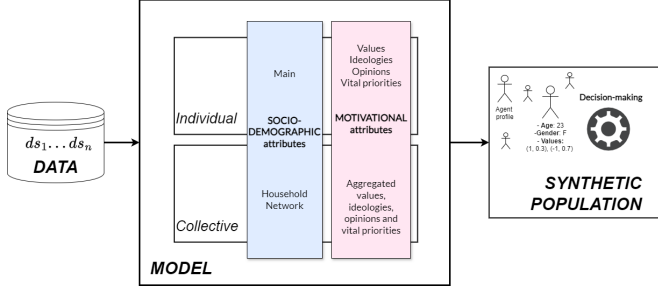 ds1...dsn
DATA
Individual
Collective
Main
SOCIO-
DEMOGRAPHIC
attributes
Household
Network
Values
Ideologies
Opinions
Vital priorities
MOTIVATIONAL
attributes
Aggregated
values,
ideologies,
opinions and
vital priorities
MODEL
Agent
profile
- Age: 23
-Gender: F
- Values:
(1, 0.3), (-1, 0.7)
Decision-making
SYNTHETIC
POPULATION